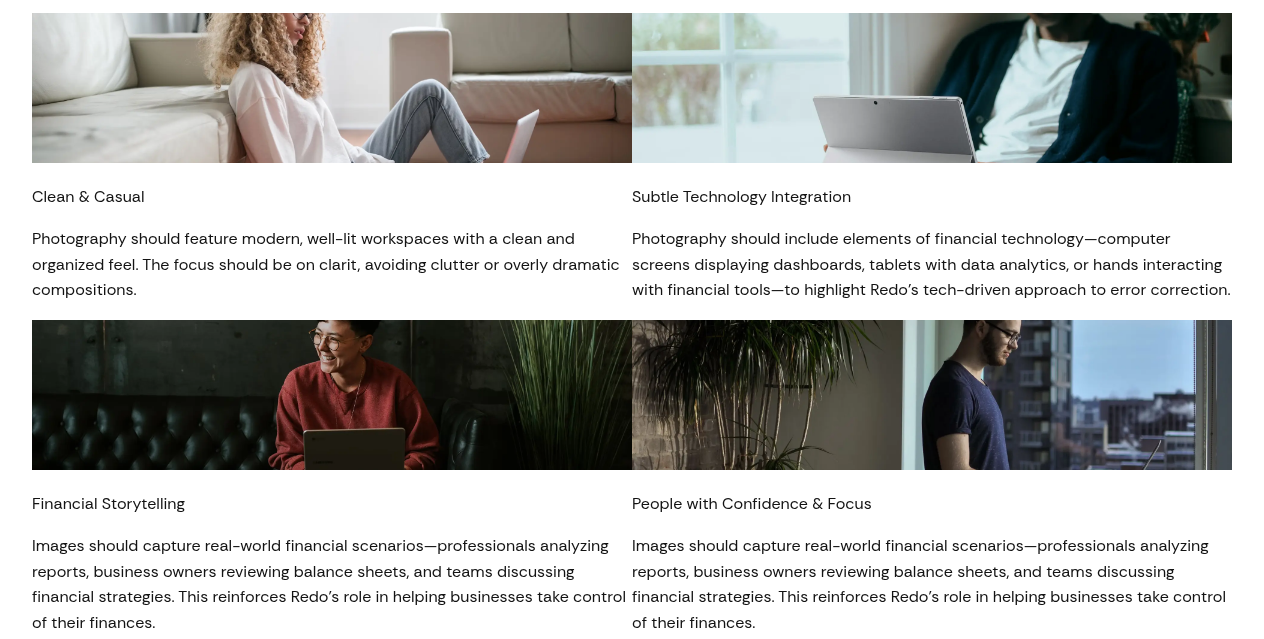 Clean & Casual
Photography should feature modern, well-lit workspaces with a clean and
organized feel. The focus should be on clarit, avoiding clutter or overly dramatic
compositions.
Subtle Technology Integration
Photography should include elements of financial technology—computer
screens displaying dashboards, tablets with data analytics, or hands interacting
with financial tools—to highlight Redo’s tech-driven approach to error correction.
Financial Storytelling
Images should capture real-world financial scenarios—professionals analyzing
reports, business owners reviewing balance sheets, and teams discussing
financial strategies. This reinforces Redo’s role in helping businesses take control
of their finances.
People with Confidence & Focus
Images should capture real-world financial scenarios—professionals analyzing
reports, business owners reviewing balance sheets, and teams discussing
financial strategies. This reinforces Redo’s role in helping businesses take control
of their finances.